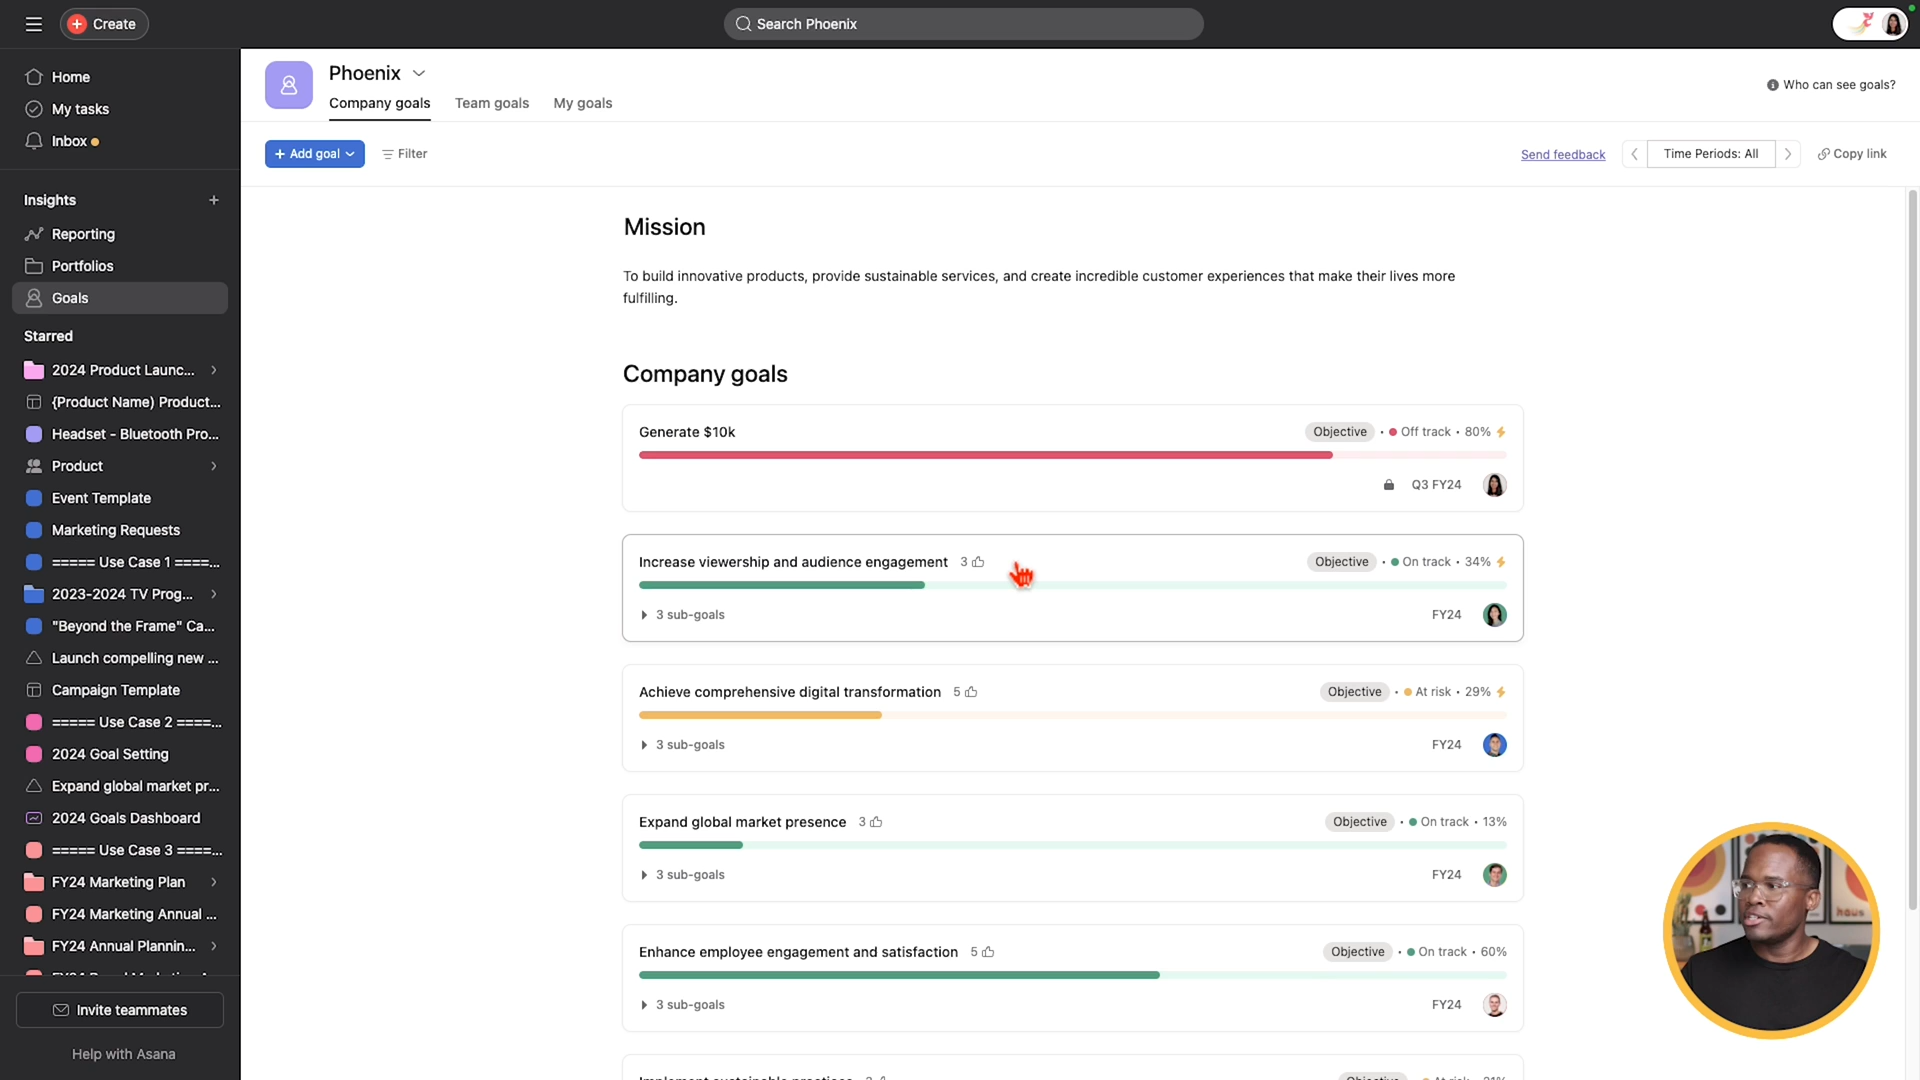 Create
Search Phoenix
Home
My tasks
Inbox
Insights
Reporting
Portfolios
Goals
Starred
2024 Product Launc...
{Product Name) Product...
Headset - Bluetooth Pro...
Product
Event Template
Marketing Requests
===== Use Case 1 ====...
2023-2024 TV Prog...
"Beyond the Frame" Ca...
Launch compelling new ...
Campaign Template
===== Use Case 2 ====...
2024 Goal Setting
Expand global market pr...
2024 Goals Dashboard
===== Use Case 3 ====...
FY24 Marketing Plan
FY24 Marketing Annual ...
FY24 Annual Plannin...
Invite teammates
Help with Asana
Phoenix
Company goals Team goals My goals
Who can see goals?
+ Add goal Filter
Send feedback Time Periods: All Copy link
Mission
To build innovative products, provide sustainable services, and create incredible customer experiences that make their lives more
fulfilling.
Company goals
Generate $10k Objective • Off track • 80%
Q3 FY24
Increase viewership and audience engagement 3 Objective • On track • 34%
3 sub-goals FY24
Achieve comprehensive digital transformation 5 Objective • At risk • 29%
3 sub-goals FY24
Expand global market presence 3 Objective • On track • 13%
3 sub-goals FY24
Enhance employee engagement and satisfaction 5 Objective • On track • 60%
3 sub-goals FY24
haus